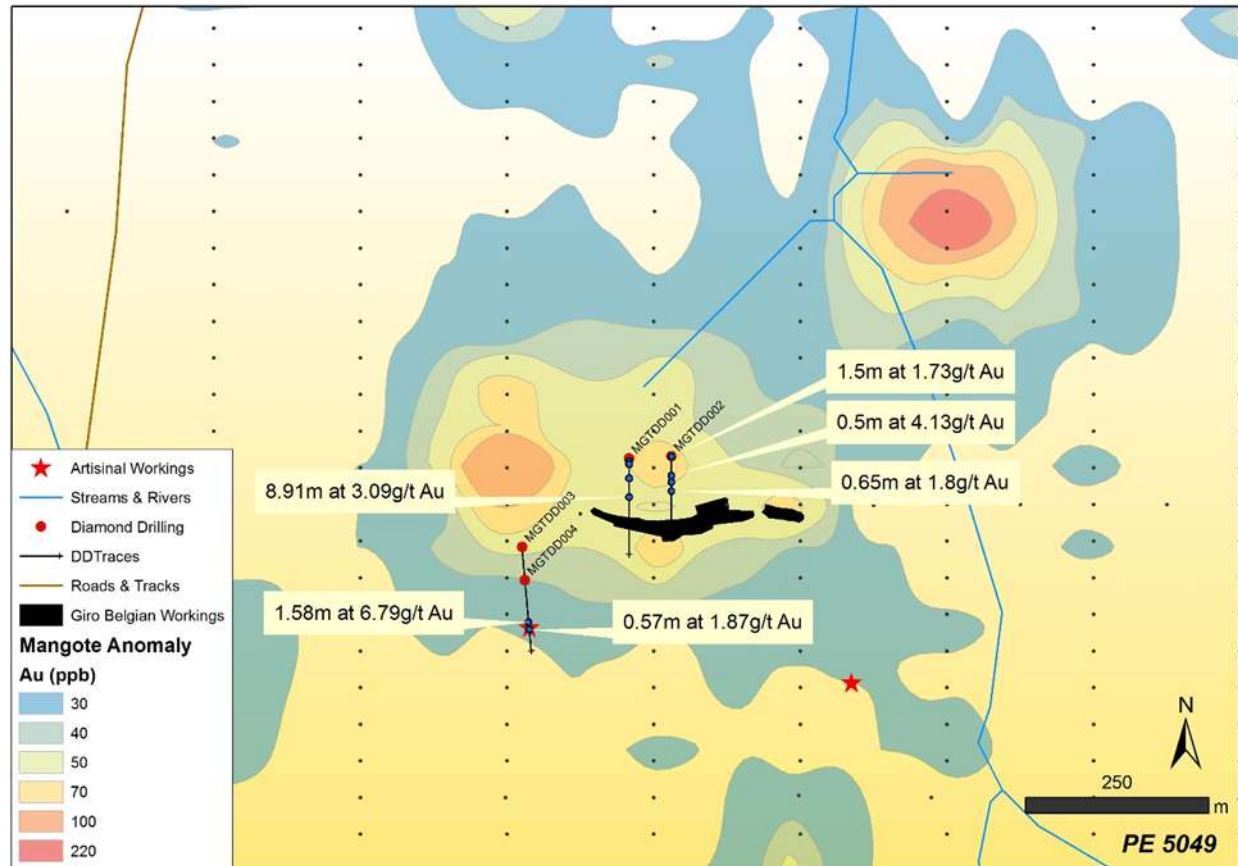 1.5m at 1.73g/t Au
MGTDD001
MGTDD002
0.5m at 4.13g/t Au
8.91m at 3.09g/t Au
0.65m at 1.8g/t Au
MGTDD003
MGTDD004
1.58m at 6.79g/t Au
0.57m at 1.87g/t Au
Artisinal Workings
Streams & Rivers
Diamond Drilling
DDTraces
Roads & Tracks
Giro Belgian Workings
Mangote Anomaly
Au (ppb)
30
40
50
70
100
220
N
250
m
PE 5049